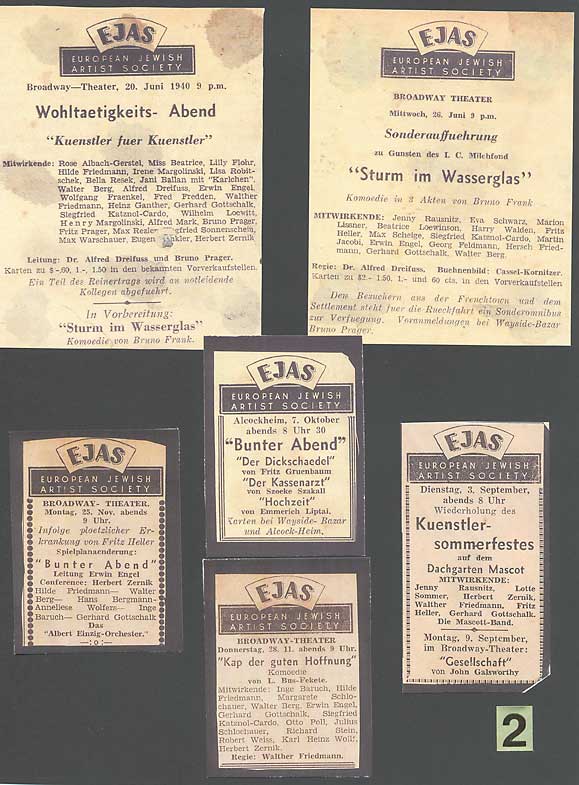 EJAS
EUROPEAN JEWISH
ARTIST SOCIETY
Broadway—Theater, 20. Juni 1940 9 p.m.
Wohltaetigkeits- Abend
"Kuenstler fuer Kuenstler"
Mitwirkende: Rose Albach-Gerstel, Miss Beatrice, Lilly Flohr,
Hilde Friedmann, Irene Margolinski, Lisa Robit-
schek, Bella Resek, Jani Ballan mit "Karlchen",
Walter Berg, Alfred Dreifuss, Erwin Engel,
Wolfgang Fraenkel, Fred Fredden, Walther
Friedmann, Heinz Ganther, Gerhard Gottschalk,
Siegfried Katzmol-Cardo, Wilhelm Loewitt,
Henry Margolinski, Alfred Mark, Bruno Prager,
Fritz Prager, Max Siegfried Sonnenschein,
Max Warschauer, Eugen Herbert Zernik
Leitung: Dr. Alfred Dreifuss und Bruno Prager.
Karten zu $-.60, 1.-, 1.50 in den bekannten Vorverkaufstellen.
Ein Teil des Reinertrags wird an notleidende
Kollegen abgefuehrt.
In Vorbereitung:
"Sturm im Wasserglas"
Komoedie von Bruno Frank.
EJAS
EUROPEAN JEWISH
ARTIST SOCIETY
BROADWAY THEATER
Mittwoch, 26. Juni 9 p.m.
Sonderauffuehrung
zu Gunsten des I. C. Milchfond
"Sturm im Wasserglas"
Komoedie in 3 Akten von Bruno Frank
MITWIRKENDE: Jenny Rausnitz, Eva Schwarz, Marion
Lissner, Beatrice Loewinson, Harry Walden, Fritz
Heller, Max Scheige, Siegfried Katzmol-Cardo, Martin
Jacobi, Erwin Engel, Georg Feldmann, Hersch Fried-
mann, Gerhard Gottschalk, Walter Berg.
Regie: Dr. Alfred Dreifuss. Buehnenbild: Cassel-Kornitzer.
Karten zu $2.- 1.50, 1.- und 60 cts. in den Vorverkaufstellen
Den Besuchern aus der Frenchtown und dem
Settlement steht fuer die Rueckfahrt ein Sonderomnibus
zur Verfuegung. Voranmeldungen bei Wayside-Bazar
Bruno Prager.
EJAS
EUROPEAN JEWISH
ARTIST SOCIETY
Alcockheim, 7. Oktober
abends 8 Uhr 30
"Bunter Abend"
"Der Dickschaedel"
von Fritz Gruenbaum
"Der Kassenarzt"
von Szoeke Szakall
"Hochzeit"
von Emmerich Liptai.
Karten bei Wayside- Bazar
und Alcock-Heim.
EJAS
EUROPEAN JEWISH
ARTIST SOCIETY
BROADWAY- THEATER.
Montag, 25. Nov. abends
9 Uhr.
Infolge ploetzlicher Er-
krankung von Fritz Heller
Spielplanaenderung:
"Bunter Abend"
Leitung Erwin Engel
Conference: Herbert Zernik
Hilde Friedmann— Walter
Berg— Hans Bergmann-
Anneliese Wolfers— Inge
Baruch— Gerhard Gottschalk
Das
"Albert Einzig-Orchester."
—:o:—
EJAS
EUROPEAN JEWISH
ARTIST SOCIETY
Dienstag, 3. September,
abends 8 Uhr
Wiederholung des
Kuenstler-
sommerfestes
auf dem
Dachgarten Mascot
MITWIRKENDE:
Jenny Rausnitz, Lotte
Sommer, Herbert Zernik,
Walther Friedmann, Fritz
Heller, Gerhard Gottschalk.
Die Mascott-Band.
Montag, 9. September,
im Broadway-Theater:
"Gesellschaft"
von John Galsworthy
EJAS
EUROPEAN JEWISH
ARTIST SOCIETY
BROADWAY-THEATER
Donnerstag, 28. 11. abends 9 Uhr.
"Kap der guten Hoffnung"
Komoedie
von L. Bus-Fekete.
Mitwirkende: Inge Baruch, Hilde
Friedmann, Margarete Schlo-
chauer, Walter Berg, Erwin Engel,
Gerhard Gottschalk, Siegfried
Katzmol-Cardo, Otto Poll, Julius
Schlochauer, Richard Stein,
Robert Weiss, Karl Heinz Wolff,
Herbert Zernik.
Regie: Walther Friedmann.
2